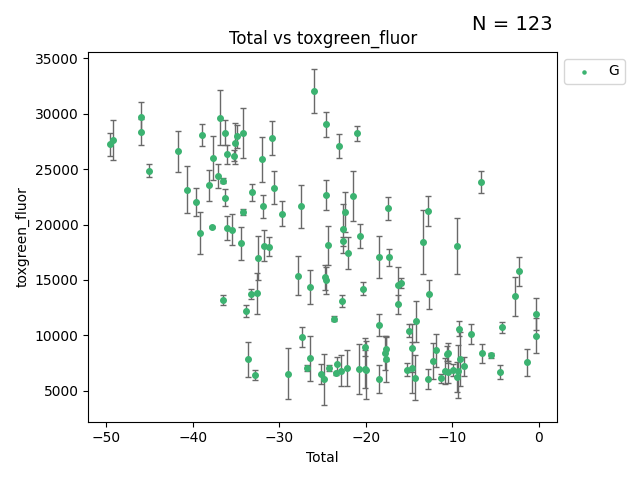 N = 123
Total vs toxgreen_fluor
G
35000
30000
25000
20000
15000
10000
5000
toxgreen_fluor
−50 −40 −30 −20 −10 0
Total